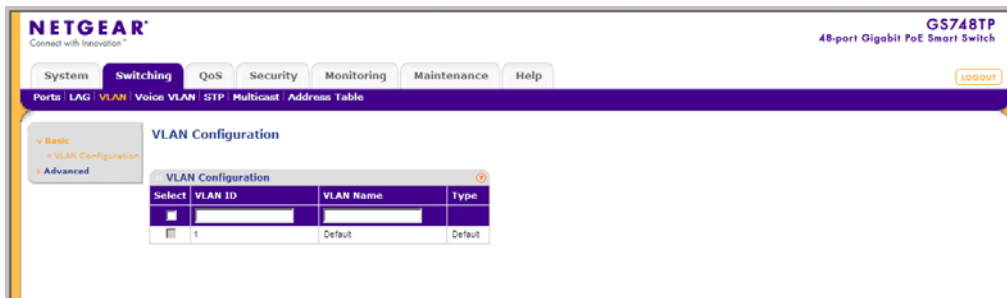 NETGEAR
Connect with Innovation™
GS748TP
48-port Gigabit PoE Smart Switch
System Switching QoS Security Monitoring Maintenance Help
LOGOUT
Ports LAG VLAN Voice VLAN STP Multicast Address Table
Basic
VLAN Configuration
Advanced
VLAN Configuration
VLAN Configuration
Select VLAN ID VLAN Name Type
1 Default Default